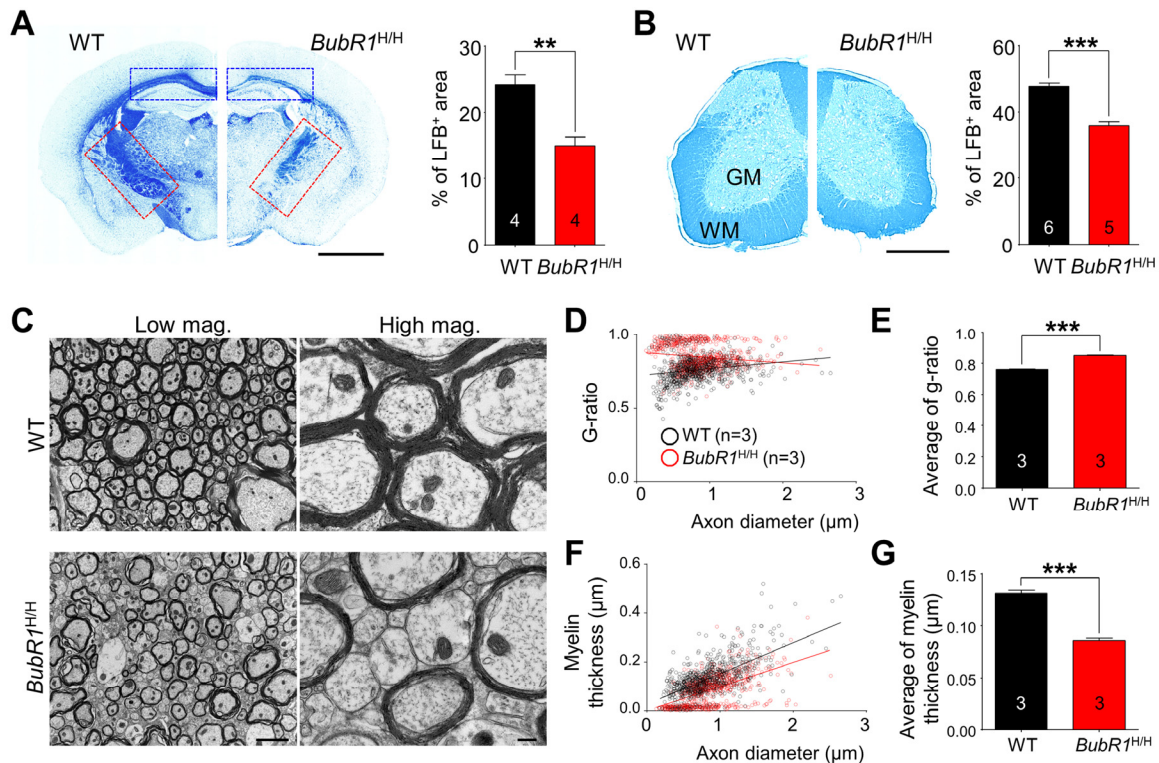 A
WT
BubR1H/H
**
% of LFB+ area
30
20
10
0
4
4
WT BubR1H/H
B
WT
BubR1H/H
GM
WM
***
% of LFB+ area
60
40
20
0
6
5
WT BubR1H/H
C
Low mag.
High mag.
WT
BubR1H/H
D
G-ratio
1.0
0.75
0.5
0.25
0.0
WT (n=3)
BubR1H/H (n=3)
0
1
2
3
Axon diameter (µm)
E
***
Average of g-ratio
1.0
0.8
0.6
0.4
0.2
0.0
3
3
WT
BubR1H/H
F
Myelin
thickness (µm)
0.6
0.4
0.2
0.0
0
1
2
3
Axon diameter (µm)
G
***
Average of myelin
thickness (µm)
0.15
0.10
0.05
0.00
3
3
WT
BubR1H/H